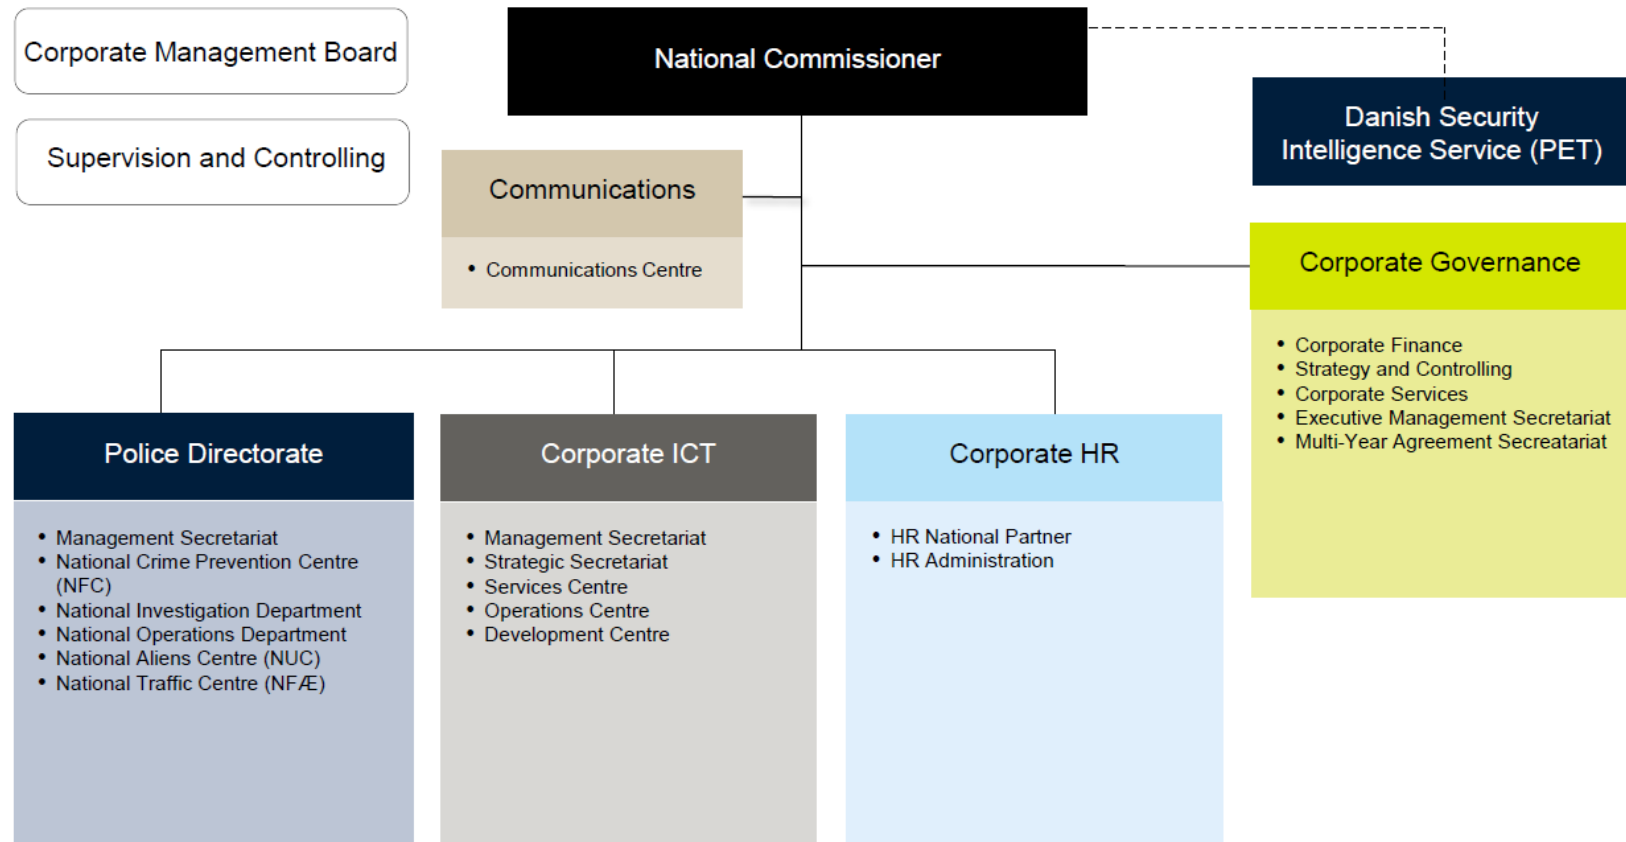 Corporate Management Board
Supervision and Controlling
National Commissioner
Danish Security
Intelligence Service (PET)
Communications
• Communications Centre
Corporate Governance
• Corporate Finance
• Strategy and Controlling
• Corporate Services
• Executive Management Secretariat
• Multi-Year Agreement Secreatariat
Police Directorate
• Management Secretariat
• National Crime Prevention Centre
(NFC)
• National Investigation Department
• National Operations Department
• National Aliens Centre (NUC)
• National Traffic Centre (NFÆ)
Corporate ICT
• Management Secretariat
• Strategic Secretariat
• Services Centre
• Operations Centre
• Development Centre
Corporate HR
• HR National Partner
• HR Administration